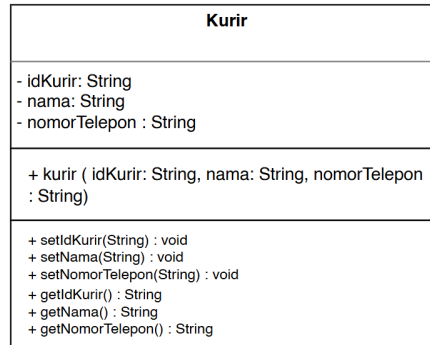 Kurir
- idKurir: String
- nama: String
- nomorTelepon : String
+ kurir ( idKurir: String, nama: String, nomorTelepon
: String)
+ setIdKurir(String) : void
+ setNama(String) : void
+ setNomorTelepon(String) : void
+ getIdKurir() : String
+ getNama() : String
+ getNomorTelepon() : String